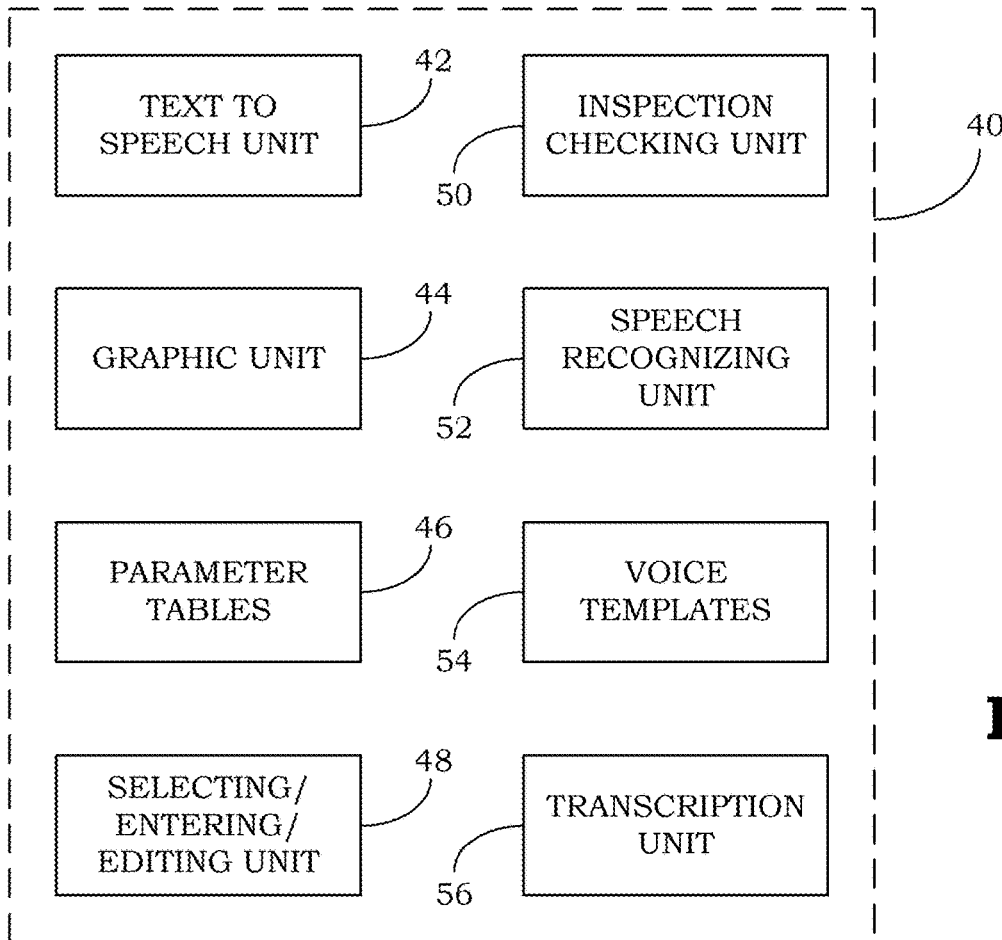 TEXT TO
SPEECH UNIT
42
INSPECTION
CHECKING UNIT
50
40
GRAPHIC UNIT
44
SPEECH
RECOGNIZING
UNIT
52
PARAMETER
TABLES
46
VOICE
TEMPLATES
54
SELECTING/
ENTERING/
EDITING UNIT
48
TRANSCRIPTION
UNIT
56